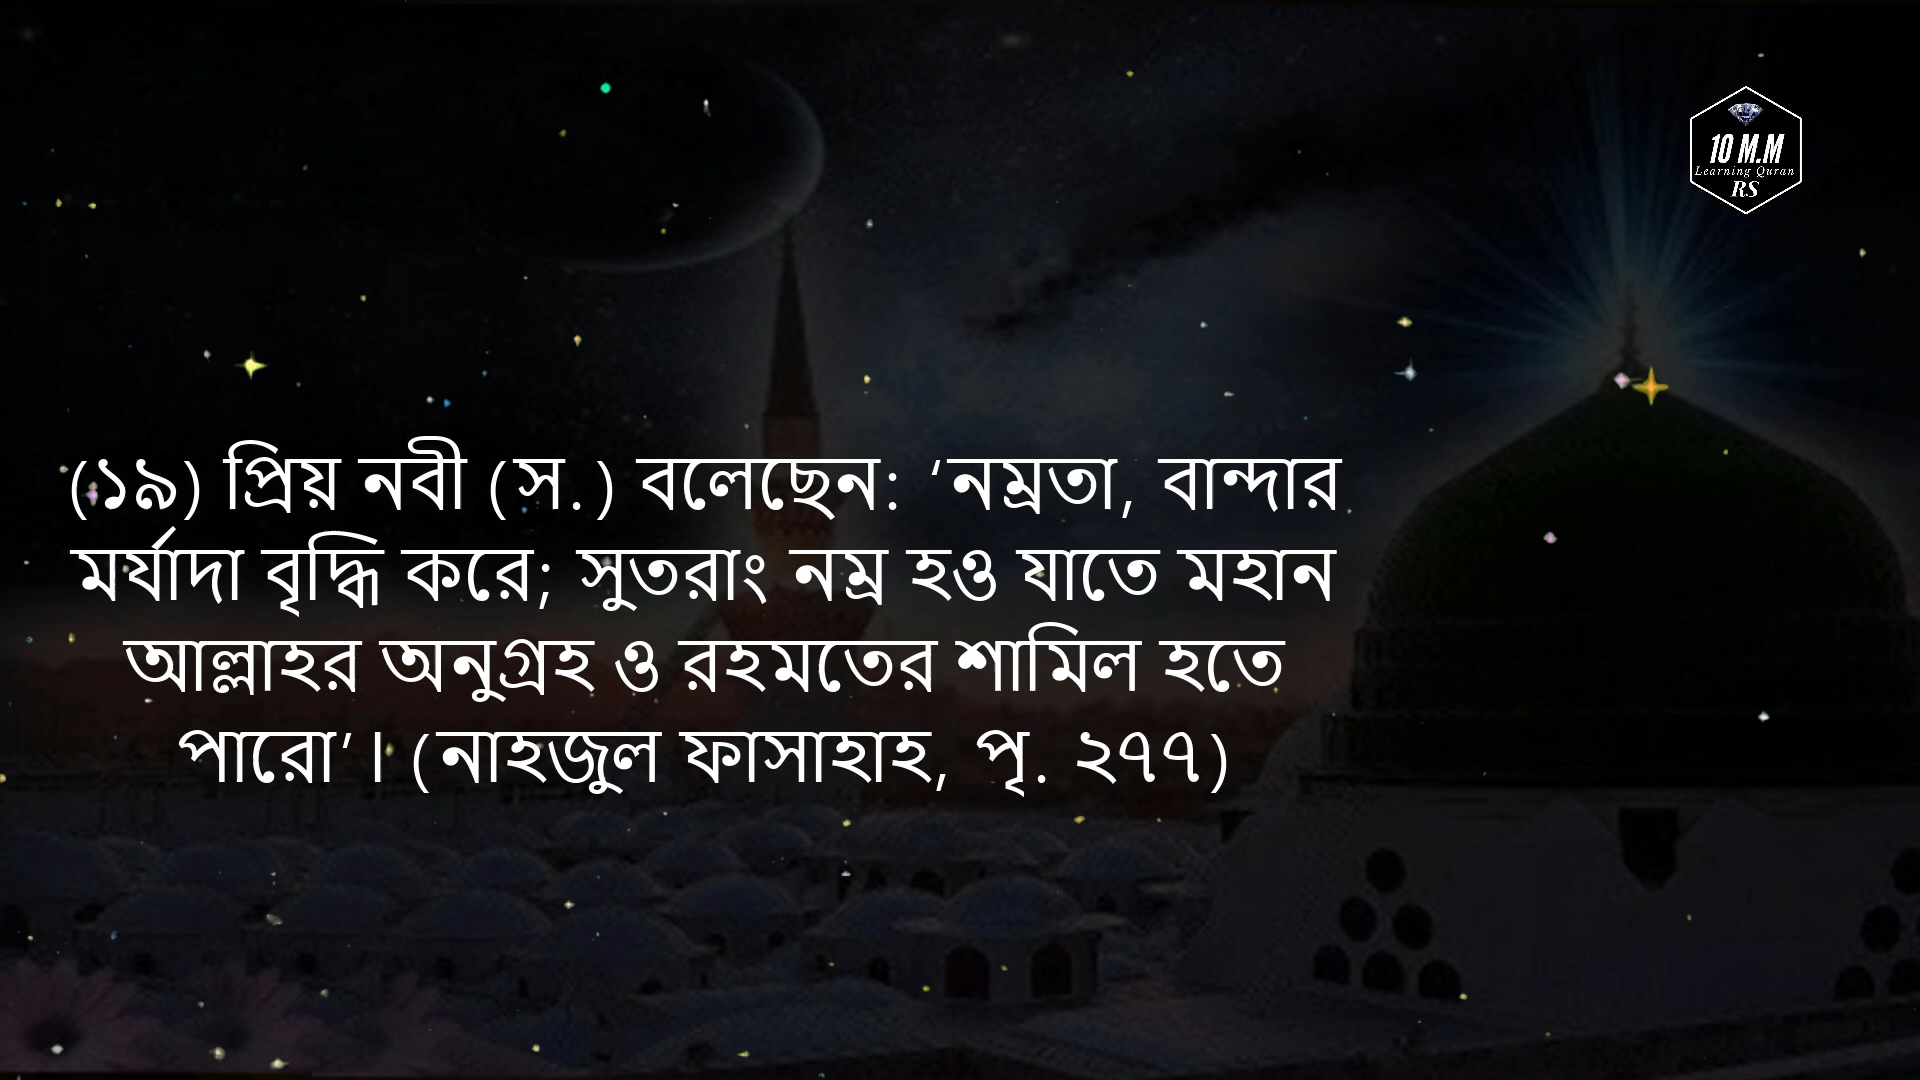 10 M.M
Learning Quran
RS
(১৯) প্রিয় নবী (স.) বলেছেন: ‘নম্রতা, বান্দার
মর্যাদা বৃদ্ধি করে; সুতরাং নম্র হও যাতে মহান
আল্লাহর অনুগ্রহ ও রহমতের শামিল হতে
পারো’। (নাহজুল ফাসাহাহ, পৃ. ২৭৭)